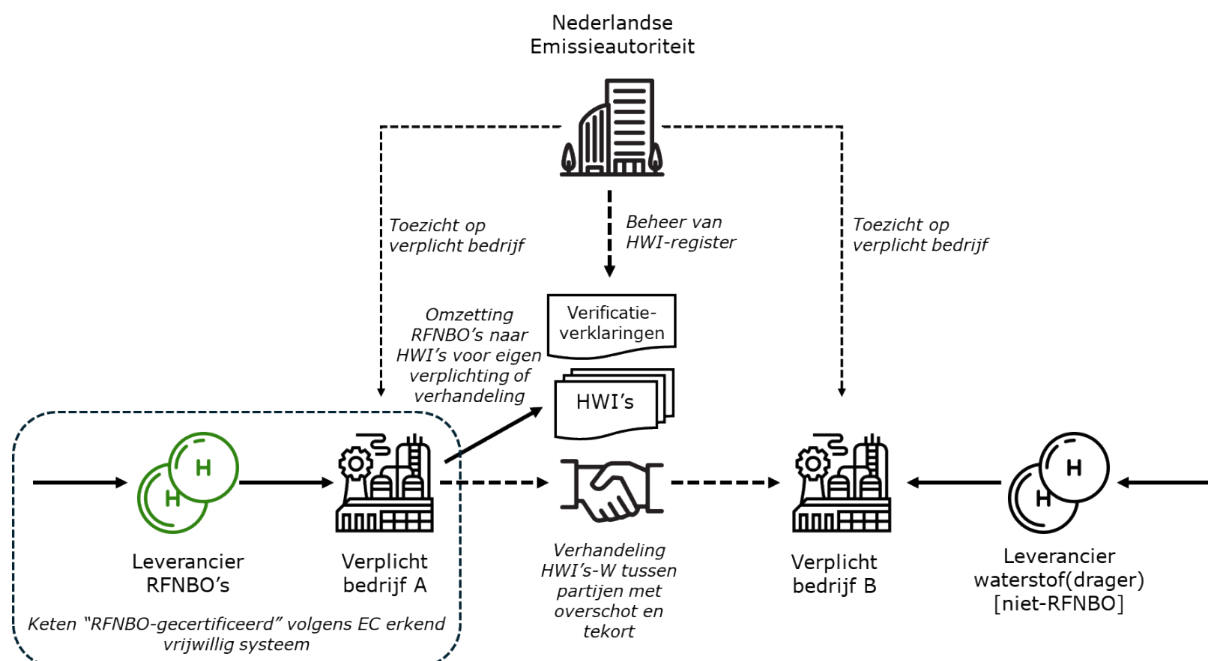 Nederlandse
Emissieautoriteit
Toezicht op
verplicht bedrijf
Beheer van
HWI-register
Toezicht op
verplicht bedrijf
Omzetting
RFNBO's naar
HWI's voor eigen
verplichting of
verhandeling
Verificatie-
verklaringen
HWI's
H
H
Leverancier
RFNBO's
Verplicht
bedrijf A
Keten "RFNBO-gecertificeerd" volgens EC erkend
vrijwillig systeem
Verhandeling
HWI's-W tussen
partijen met
overschot en
tekort
Verplicht
bedrijf B
H
H
Leverancier
waterstof(drager)
[niet-RFNBO]